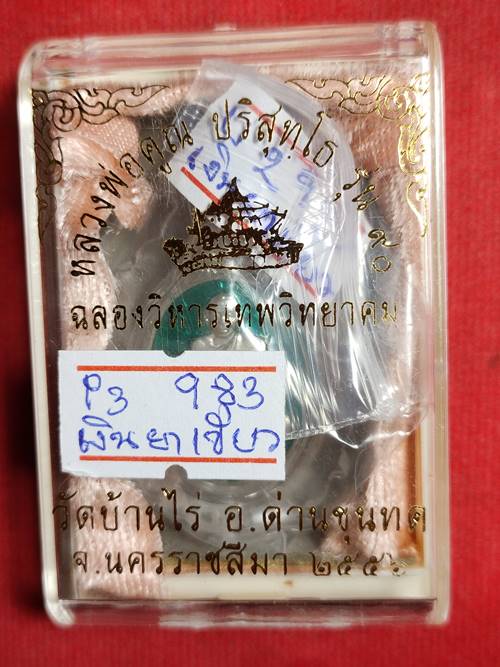 หลวงพ่อคูณ ปริสุทฺโธ รุ่น ๙๐
ฉลองวิหารเทพวิทยาคม
P3 983
เงินยาเขียว
วัดบ้านไร่ อ.ด่านขุนทด
จ.นครราชสีมา ๒๕๕๖